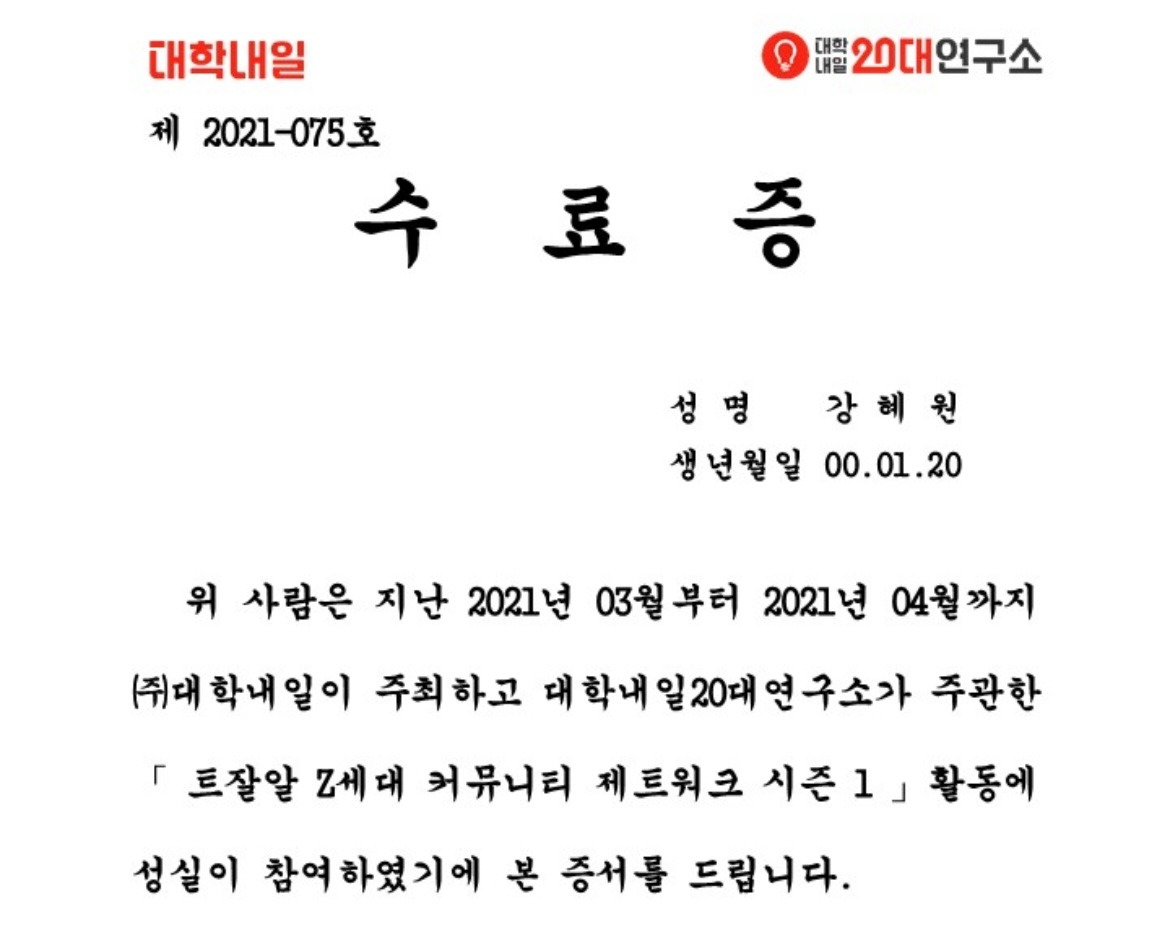 대학내일
대학
내일 20대연구소
제 2021-075호
수 료 증
성 명 강 혜 원
생년월일 00.01.20
위 사람은 지난 2021년 03월부터 2021년 04월까지
㈜대학내일이 주최하고 대학내일20대연구소가 주관한
「 트잘알 Z세대 커뮤니티 제트워크 시즌 1 」활동에
성실이 참여하였기에 본 증서를 드립니다.